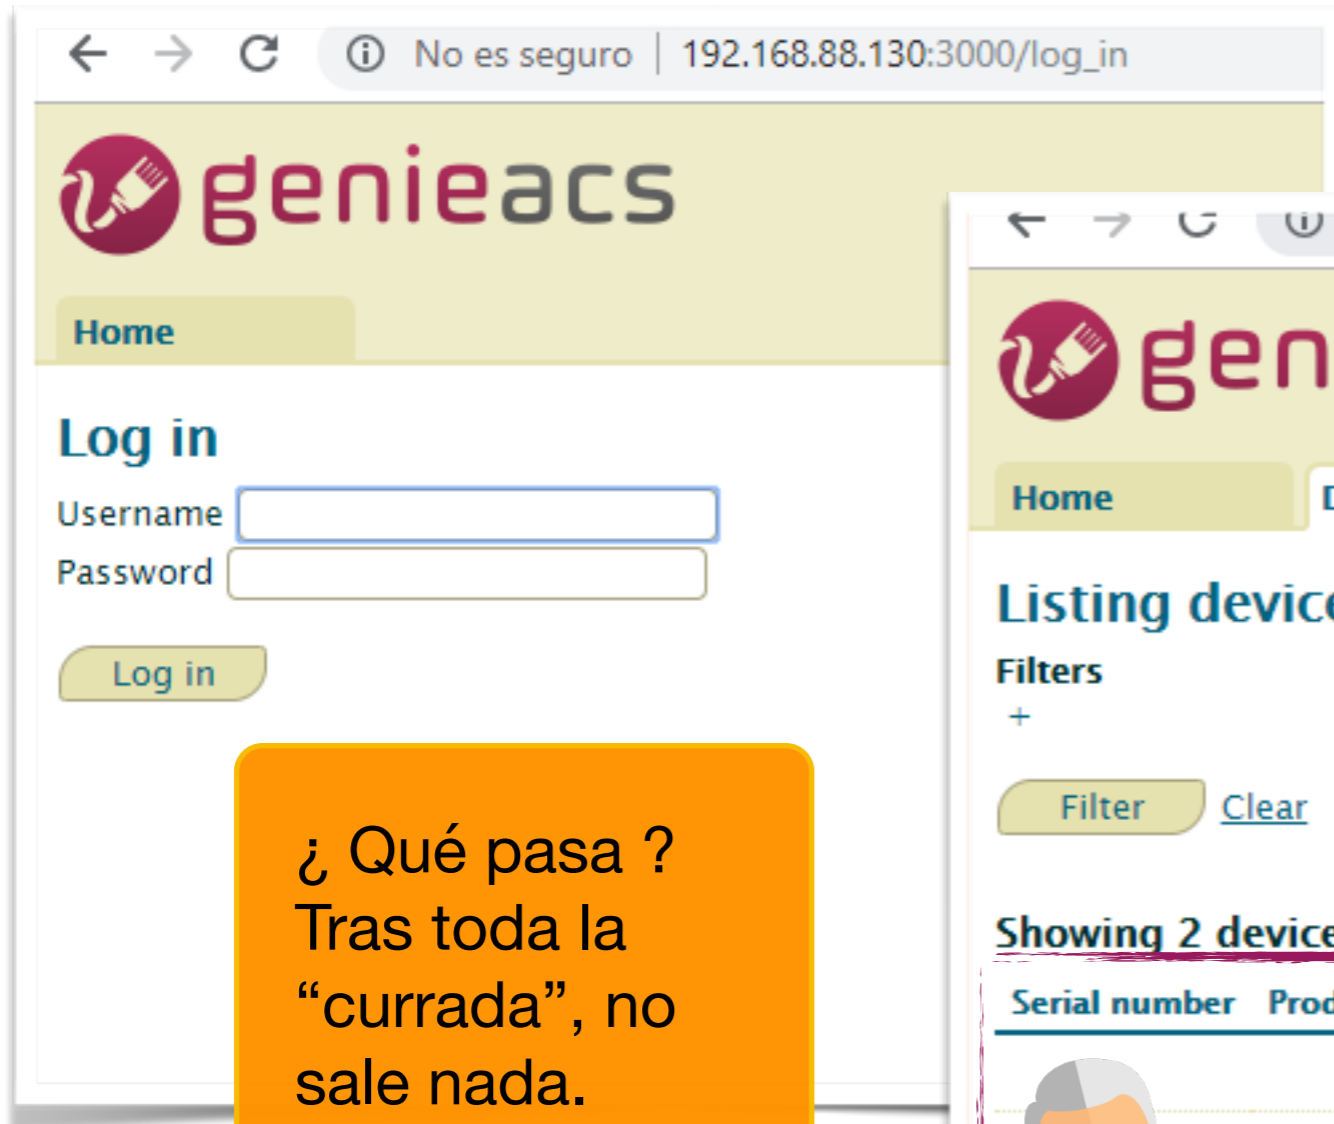 No es seguro | 192.168.88.130:3000/log_in
genieacs
Home
Log in
Username
Password
Log in
¿ Qué pasa ?
Tras toda la
“currada”, no
sale nada.
gen
Home
Listing device
Filters
+
Filter Clear
Showing 2 device
Serial number Prod